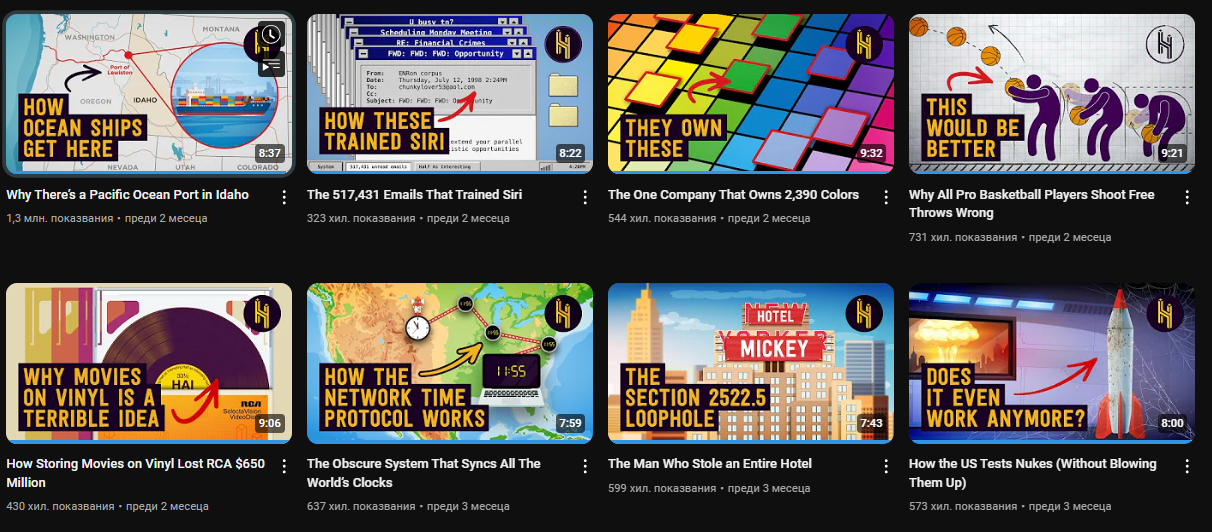 WASHINGTON
MONTANA
Port of
Lewiston
OREGON
IDAHO
HOW
OCEAN SHIPS
GET HERE
NEVADA
UTAH
COLORADO
8:37
Why There's a Pacific Ocean Port in Idaho
1,3 млн. показвания • преди 2 месеца
U busy tn?
Scheduling Monday Meeting
RE: Financial Crimes
FWD: FWD: FWD: Opportunity
From: ENRon corpus
Date: Thursday, July 12, 1998 2:24PM
To: chunkylover53@aol.com
Cc:
Subject: FWD: FWD: FWD: Opportunity
HOW THESE
TRAINED SIRI
extend your parallel
istic opportunities
System
517,431 unread emails
Half As Interesting
4:20PM
8:22
The 517,431 Emails That Trained Siri
323 хил. показвания • преди 2 месеца
THEY OWN
THESE
9:32
The One Company That Owns 2,390 Colors
544 хил. показвания • преди 2 месеца
THIS
WOULD BE
BETTER
9:21
Why All Pro Basketball Players Shoot Free
Throws Wrong
731 хил. показвания • преди 2 месеца
WHY MOVIES
ON VINYL IS A
TERRIBLE IDEA
33⅓
HAI
RCA
SelectaVision
VideoDisc
9:06
How Storing Movies on Vinyl Lost RCA $650
Million
430 хил. показвания • преди 2 месеца
11:55
11:55
11:55
11:55
HOW THE
NETWORK TIME
PROTOCOL WORKS
7:59
The Obscure System That Syncs All The
World's Clocks
637 хил. показвания • преди 3 месеца
NEW
HOTEL
YORKER
MICKEY
THE
SECTION 2522.5
LOOPHOLE
7:43
The Man Who Stole an Entire Hotel
599 хил. показвания • преди 3 месеца
DOES
IT EVEN
WORK ANYMORE?
8:00
How the US Tests Nukes (Without Blowing
Them Up)
573 хил. показвания • преди 3 месеца